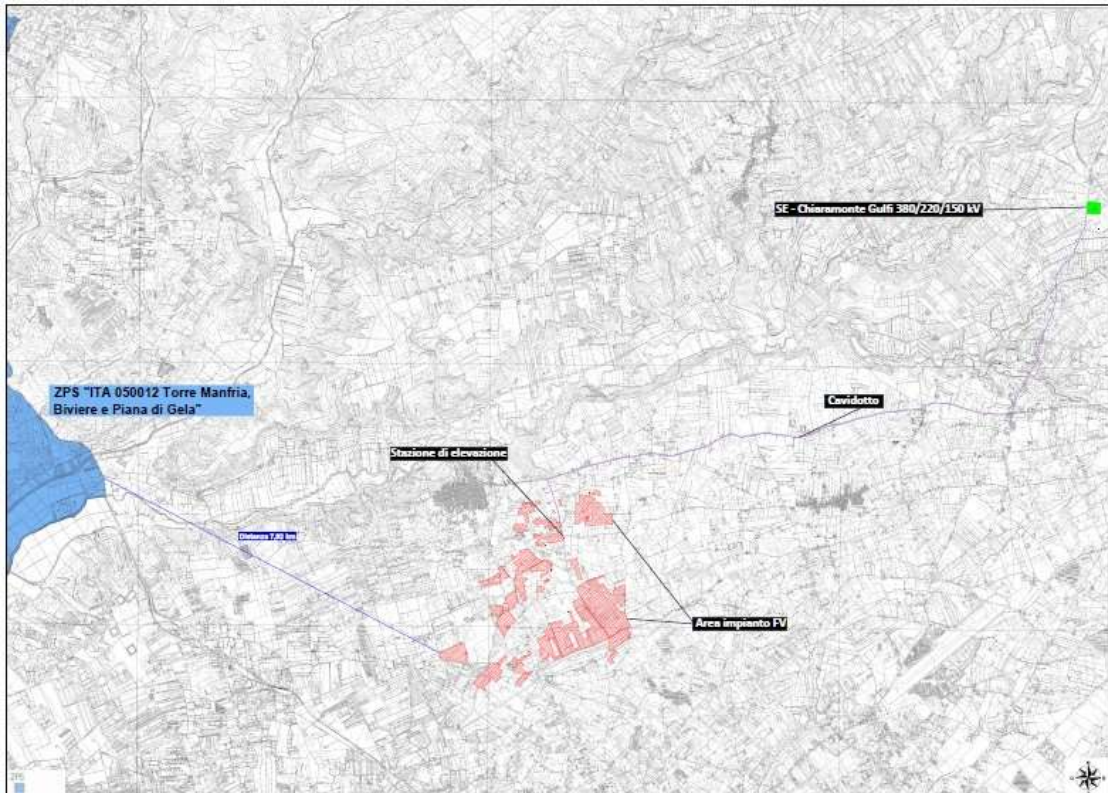 SE - Chiaramonte Gulfi 380/220/150 kV
ZPS "ITA 050012 Torre Manfria,
Biviere e Piana di Gela"
Cavidotto
Stazione di elevazione
Area impianto FV
ZPS